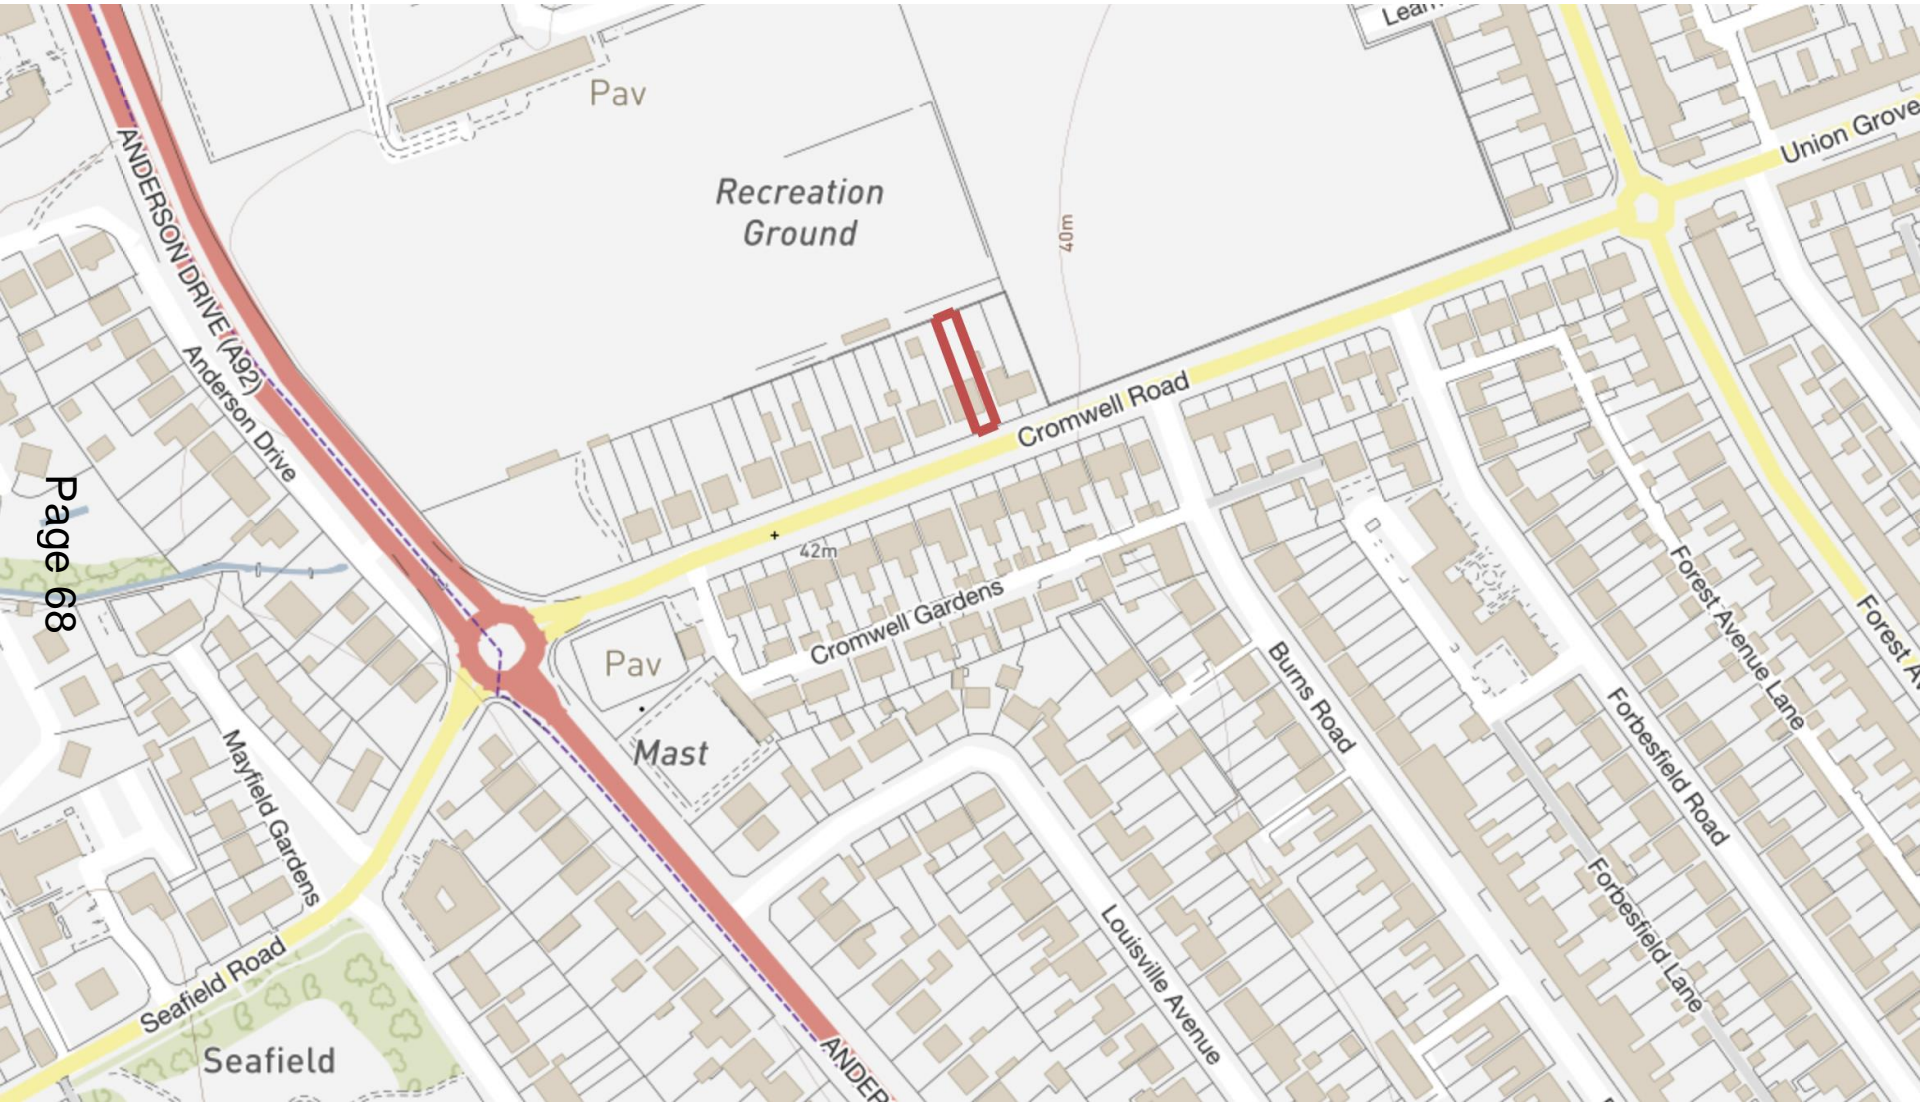 Pav
Recreation
Ground
40m
Union Grove
ANDERSON DRIVE (A92)
Anderson Drive
Cromwell Road
Page 68
42m
Cromwell Gardens
Pav
Mast
Burns Road
Forest Avenue Lane
Forbesfield Road
Mayfield Gardens
Forbesfield Lane
Louisville Avenue
Seafield Road
Seafield